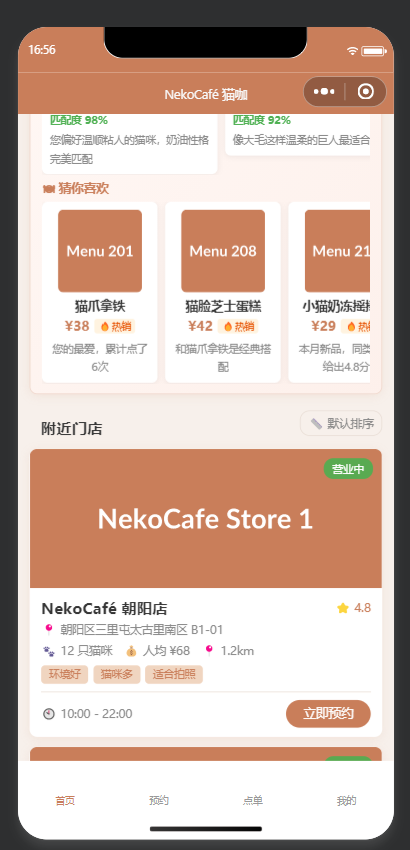 16:56
NekoCafé 猫咖
匹配度 98%
您偏好温顺粘人的猫咪，奶油性格
完美匹配
匹配度 92%
像大毛这样温柔的巨人最适合
猜你喜欢
Menu 201
猫爪拿铁
¥38 热销
您的最爱，累计点了
6次
Menu 208
猫脸芝士蛋糕
¥42 热销
和猫爪拿铁是经典搭
配
Menu 21
小猫奶冻摇摇
¥29 热销
本月新品，同类
给出4.8分
附近门店
默认排序
营业中
NekoCafe Store 1
NekoCafé 朝阳店
4.8
朝阳区三里屯太古里南区 B1-01
12 只猫咪 人均 ¥68 1.2km
环境好 猫咪多 适合拍照
10:00 - 22:00
立即预约
首页 预约 点单 我的